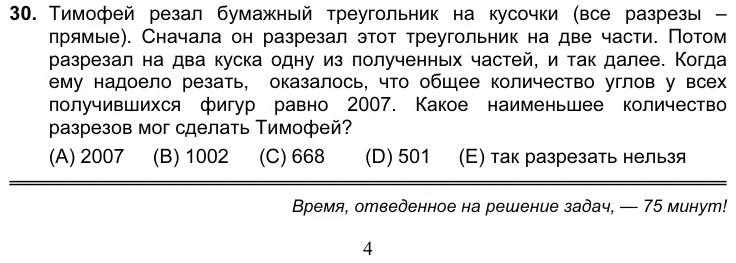 30. Тимофей резал бумажный треугольник на кусочки (все разрезы –
прямые). Сначала он разрезал этот треугольник на две части. Потом
разрезал на два куска одну из полученных частей, и так далее. Когда
ему надоело резать, оказалось, что общее количество углов у всех
получившихся фигур равно 2007. Какое наименьшее количество
разрезов мог сделать Тимофей?
(A) 2007 (B) 1002 (C) 668 (D) 501 (E) так разрезать нельзя
Время, отведенное на решение задач, — 75 минут!
4